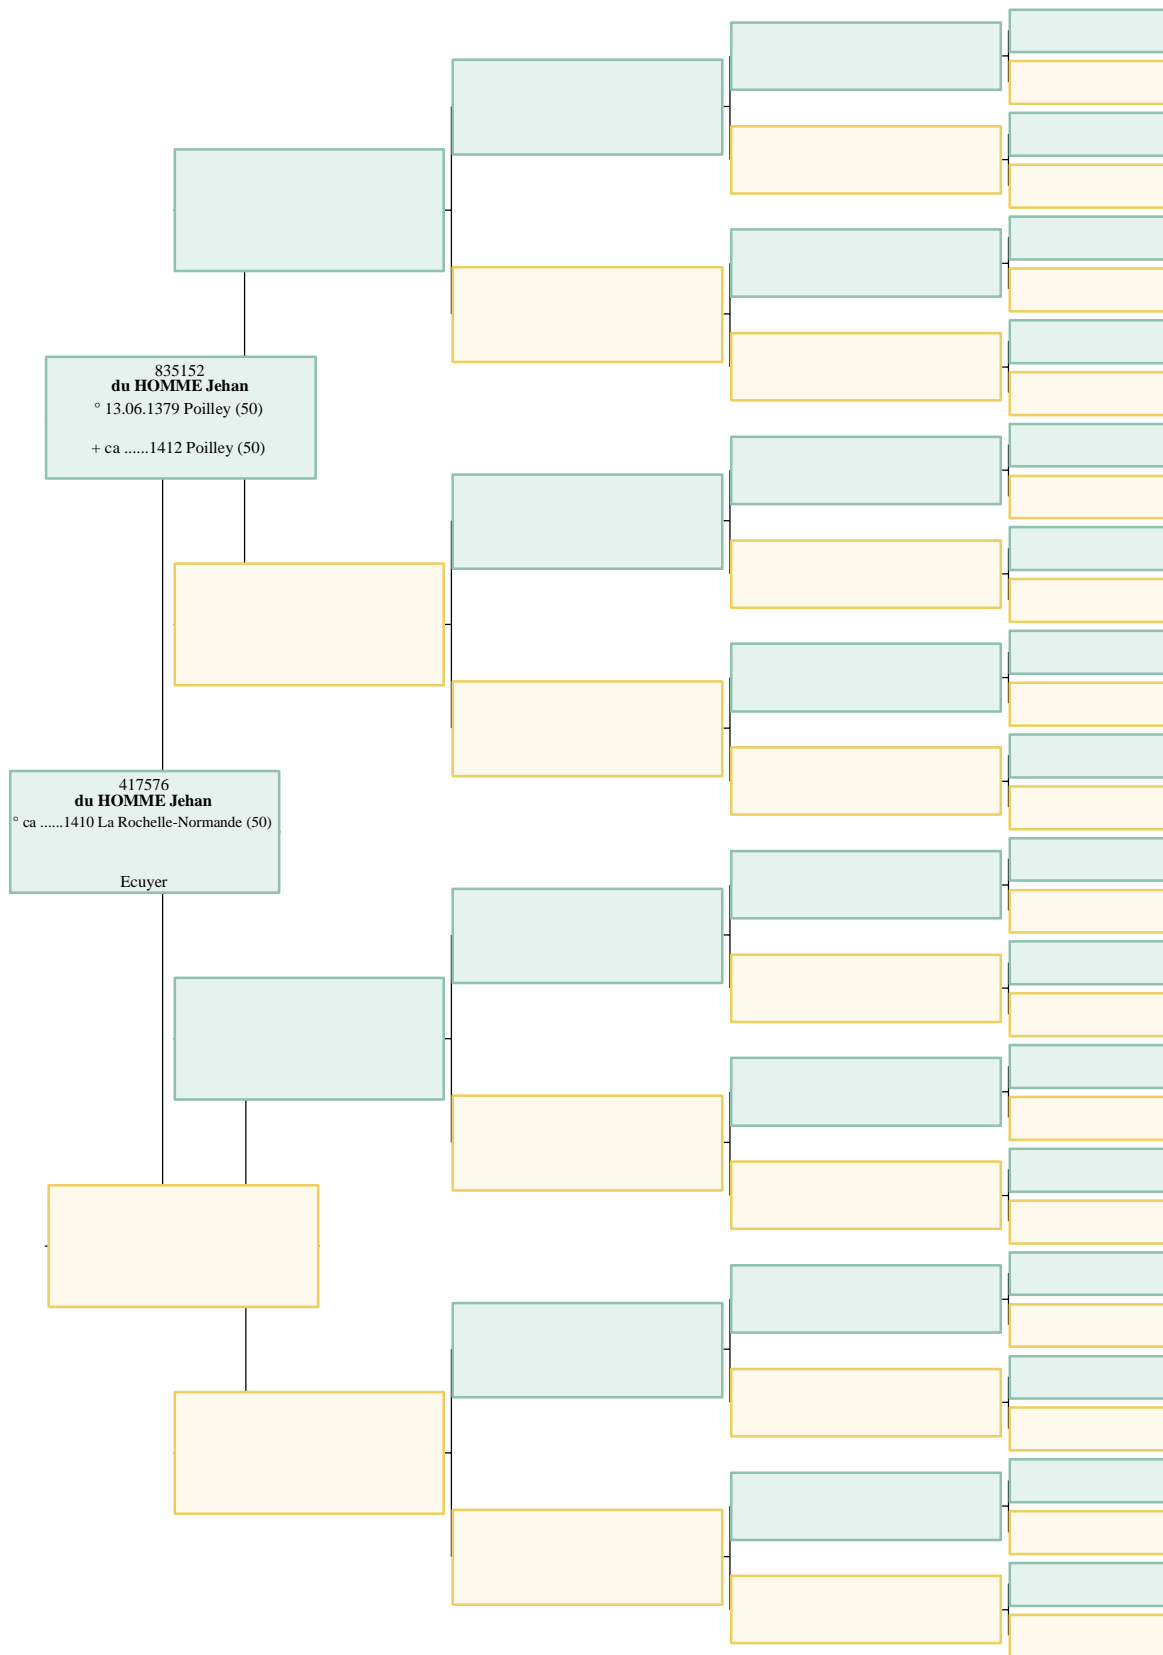 835152
du HOMME Jehan
° 13.06.1379 Poilley (50)
+ ca ......1412 Poilley (50)
417576
du HOMME Jehan
° ca ......1410 La Rochelle-Normande (50)
Ecuyer